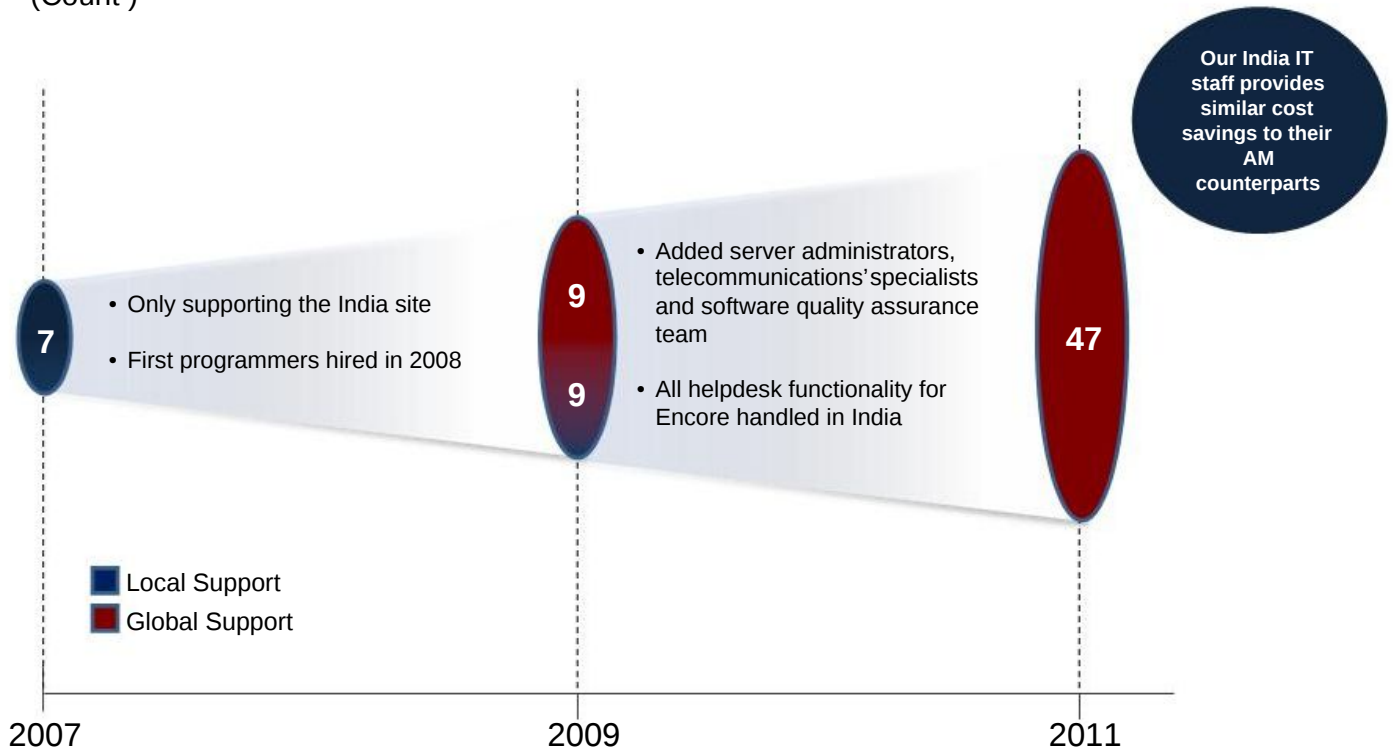 (Count )
Our India IT
staff provides
similar cost
savings to their
AM
counterparts
• Only supporting the India site
• First programmers hired in 2008
7
9
9
• Added server administrators,
telecommunications’ specialists
and software quality assurance
team
• All helpdesk functionality for
Encore handled in India
47
Local Support
Global Support
2007
2009
2011